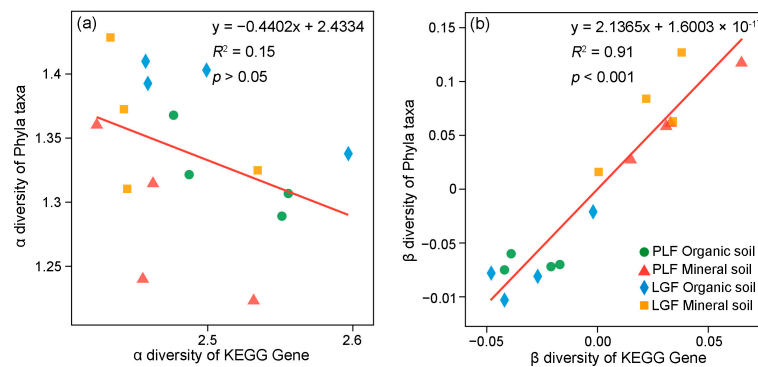 (a)
y = −0.4402x + 2.4334
R² = 0.15
p > 0.05
α diversity of Phyla taxa
1.4
1.35
1.3
1.25
2.5
2.6
α diversity of KEGG Gene
(b)
y = 2.1365x + 1.6003 × 10⁻¹⁷
R² = 0.91
p < 0.001
β diversity of Phyla taxa
0.15
0.1
0.05
0
−0.05
−0.01
PLF Organic soil
PLF Mineral soil
LGF Organic soil
LGF Mineral soil
−0.05
0.00
0.05
β diversity of KEGG Gene